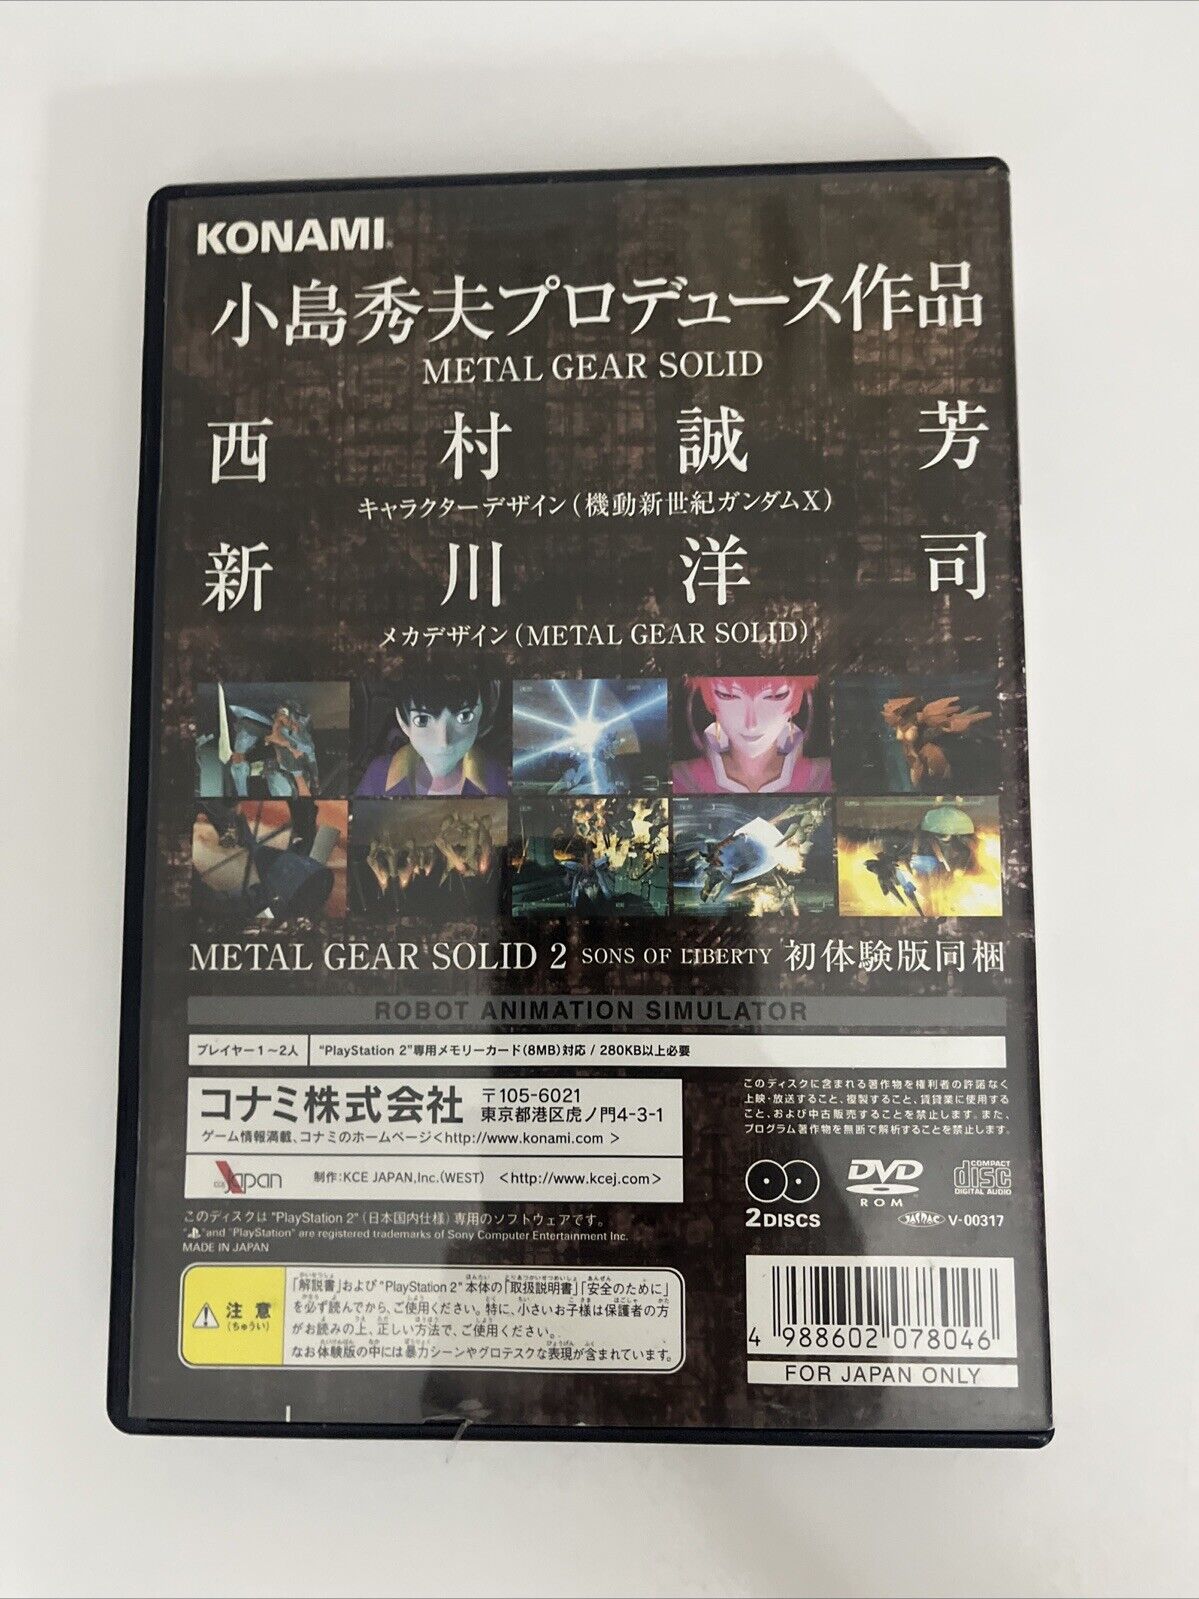 KONAMI
小島秀夫プロデュース作品
METAL GEAR SOLID
西村誠芳
キャラクターデザイン(機動新世紀ガンダムX)
新川洋司
メカデザイン(METAL GEAR SOLID)
METAL GEAR SOLID 2 SONS OF LIBERTY 初体験版同梱
ROBOT ANIMATION SIMULATOR
プレイヤー1〜2人 "PlayStation 2"専用メモリーカード(8MB)対応 / 280KB以上必要
コナミ株式会社 〒105-6021
東京都港区虎ノ門4-3-1
ゲーム情報満載、コナミのホームページ<http://www.konami.com >
Japan 制作:KCE JAPAN,Inc.(WEST) <http://www.kcej.com>
このディスクは"PlayStation 2"(日本国内仕様)専用のソフトウェアです。
" "and "PlayStation" are registered trademarks of Sony Computer Entertainment Inc.
MADE IN JAPAN
このディスクに含まれる著作物を権利者の許諾なく
上映・放送すること、複製すること、賃貸業に使用する
こと、および中古販売することを禁止します。また、
プログラム著作物を無断で解析することを禁止します。
2DISCS
DVD
ROM
COMPACT
disc
DIGITAL AUDIO
JASRAC V-00317
注意
(ちゅうい)
「解説書」および"PlayStation 2"本体の「取扱説明書」「安全のために」
を必ず読んでから、ご使用ください。特に、小さいお子様は保護者の方
がお読みの上、正しい方法で、ご使用ください。
なお体験版の中には暴力シーンやグロテスクな表現が含まれています。
4 988602 078046
FOR JAPAN ONLY